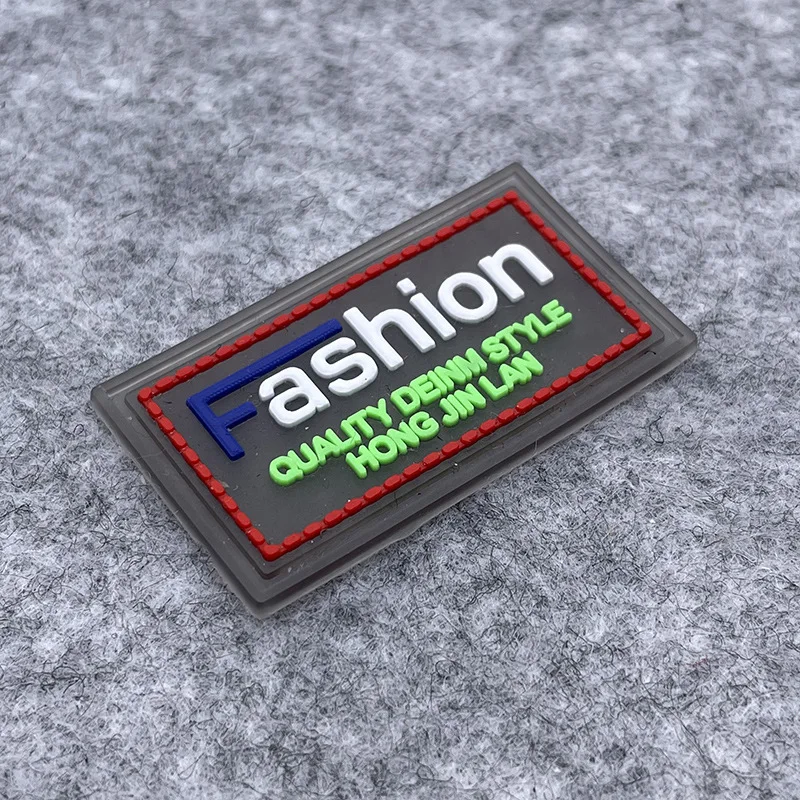 Fashion
QUALITY DEINM STYLE
HONG JIN LAN